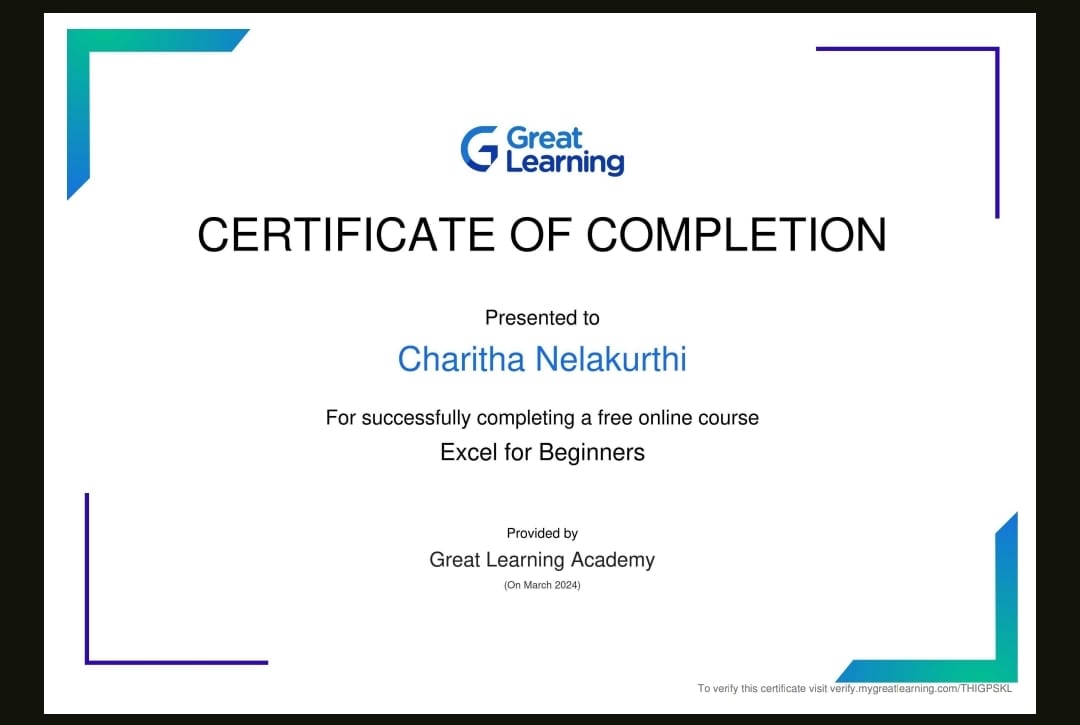 Great
Learning
CERTIFICATE OF COMPLETION
Presented to
Charitha Nelakurthi
For successfully completing a free online course
Excel for Beginners
Provided by
Great Learning Academy
(On March 2024)
To verify this certificate visit verify.mygreatlearning.com/THIGPSKL